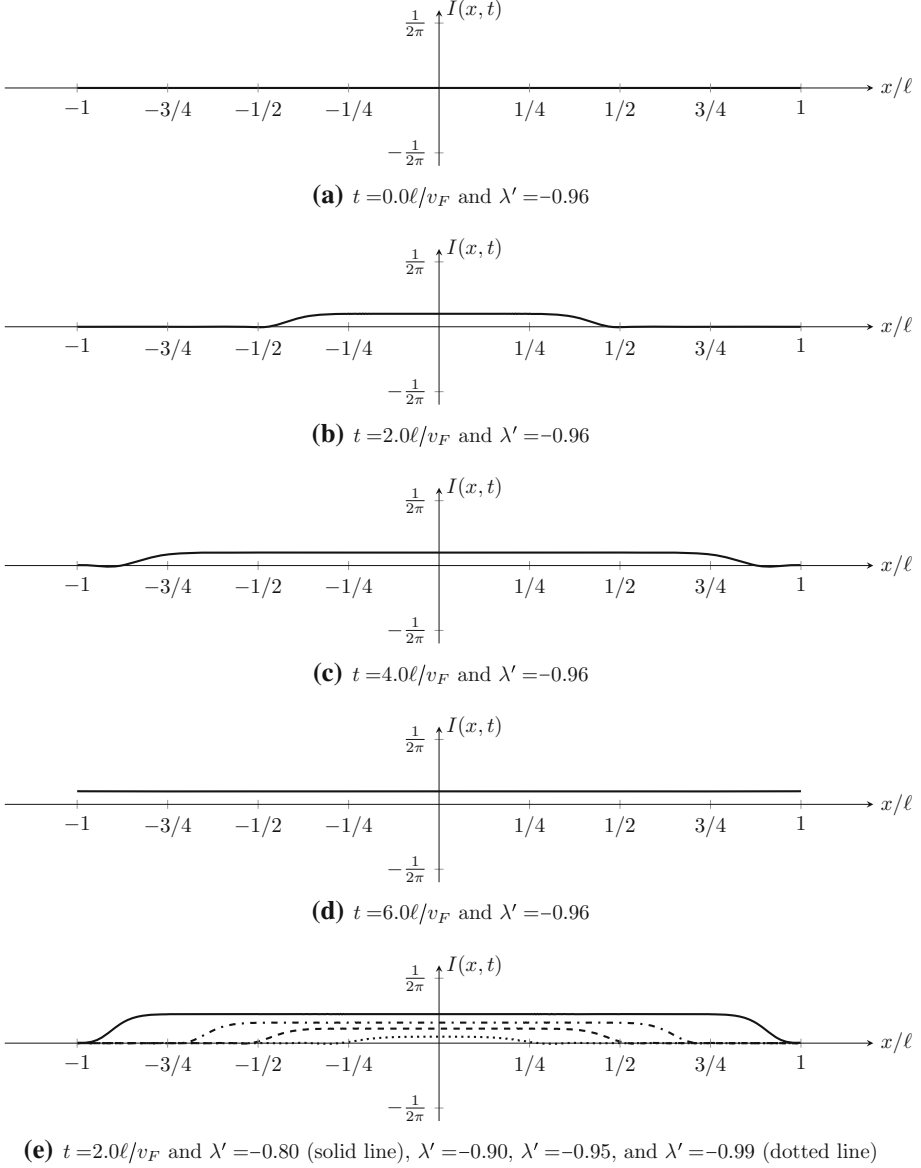 I(x, t)
1/2π
x/ℓ
−1 −3/4 −1/2 −1/4 1/4 1/2 3/4 1
−1/2π
(a) t =0.0ℓ/v_F and λ′ =−0.96
I(x, t)
1/2π
x/ℓ
−1 −3/4 −1/2 −1/4 1/4 1/2 3/4 1
−1/2π
(b) t =2.0ℓ/v_F and λ′ =−0.96
I(x, t)
1/2π
x/ℓ
−1 −3/4 −1/2 −1/4 1/4 1/2 3/4 1
−1/2π
(c) t =4.0ℓ/v_F and λ′ =−0.96
I(x, t)
1/2π
x/ℓ
−1 −3/4 −1/2 −1/4 1/4 1/2 3/4 1
−1/2π
(d) t =6.0ℓ/v_F and λ′ =−0.96
I(x, t)
1/2π
x/ℓ
−1 −3/4 −1/2 −1/4 1/4 1/2 3/4 1
−1/2π
(e) t =2.0ℓ/v_F and λ′ =−0.80 (solid line), λ′ =−0.90, λ′ =−0.95, and λ′ =−0.99 (dotted line)